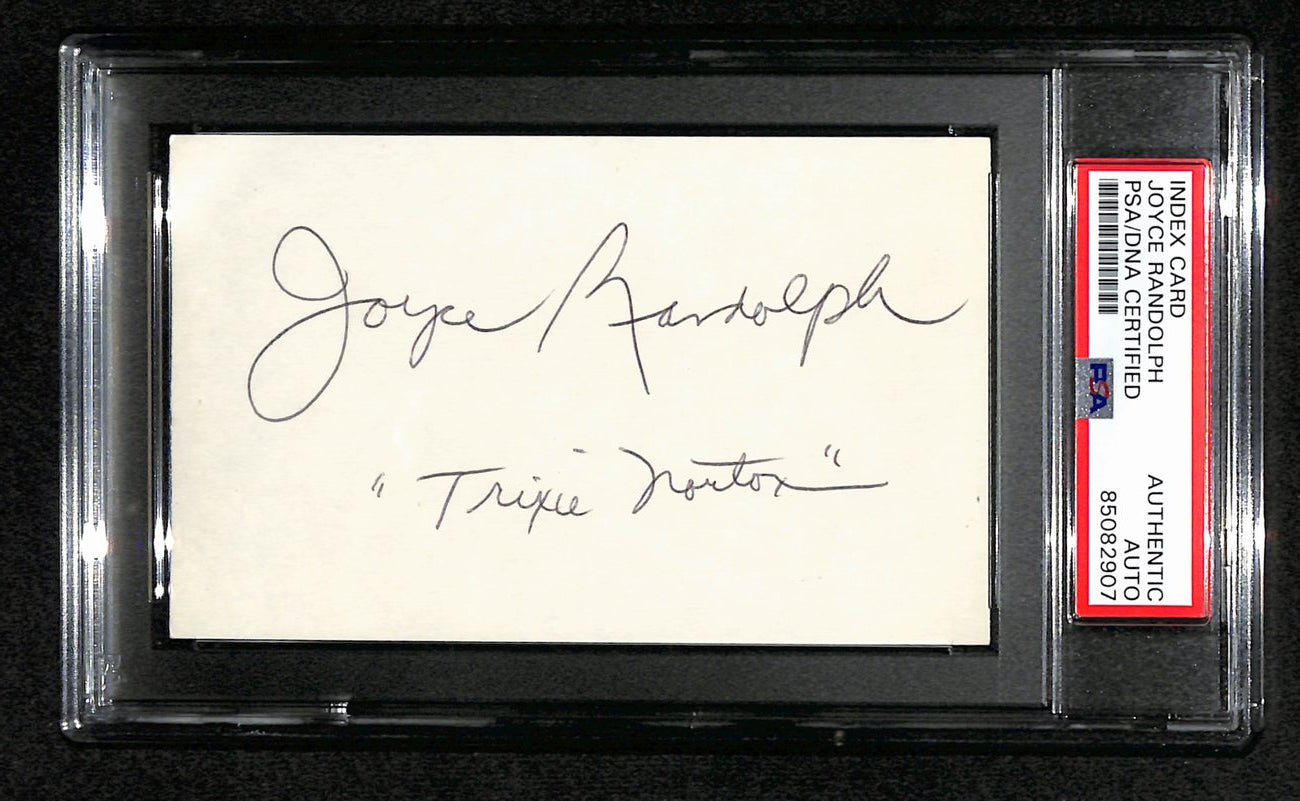 Joyce Randolph
"Trixie Norton"
INDEX CARD
JOYCE RANDOLPH
PSA/DNA CERTIFIED
PSA
AUTHENTIC
AUTO
85082907